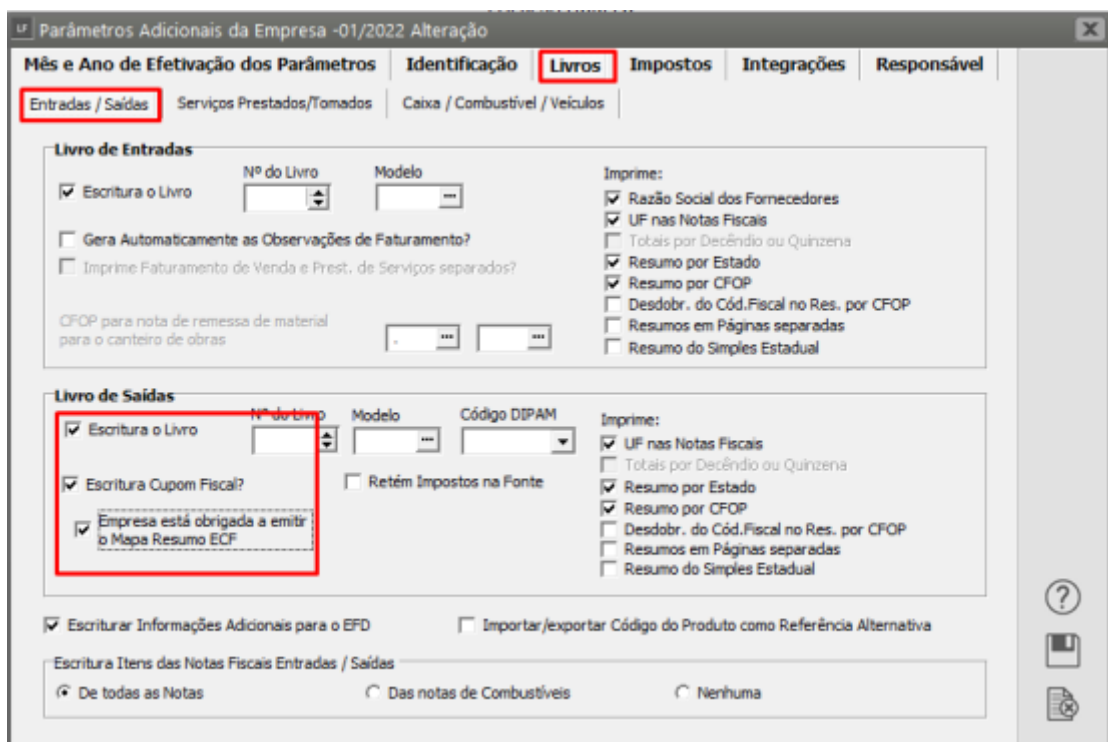 LF Parâmetros Adicionais da Empresa -01/2022 Alteração
Mês e Ano de Efetivação dos Parâmetros Identificação Livros Impostos Integrações Responsável
Entradas / Saídas Serviços Prestados/Tomados Caixa / Combustível / Veículos
Livro de Entradas
Nº do Livro Modelo
Escritura o Livro
Gera Automaticamente as Observações de Faturamento?
Imprime Faturamento de Venda e Prest. de Serviços separados?
CFOP para nota de remessa de material
para o canteiro de obras
Imprime:
Razão Social dos Fornecedores
UF nas Notas Fiscais
Totais por Decêndio ou Quinzena
Resumo por Estado
Resumo por CFOP
Desdobr. do Cód.Fiscal no Res. por CFOP
Resumos em Páginas separadas
Resumo do Simples Estadual
Livro de Saídas
Nº do Livro Modelo Código DIPAM
Escritura o Livro
Escritura Cupom Fiscal? Retém Impostos na Fonte
Empresa está obrigada a emitir
o Mapa Resumo ECF
Imprime:
UF nas Notas Fiscais
Totais por Decêndio ou Quinzena
Resumo por Estado
Resumo por CFOP
Desdobr. do Cód.Fiscal no Res. por CFOP
Resumos em Páginas separadas
Resumo do Simples Estadual
Escriturar Informações Adicionais para o EFD Importar/exportar Código do Produto como Referência Alternativa
Escritura Itens das Notas Fiscais Entradas / Saídas
De todas as Notas Das notas de Combustíveis Nenhuma